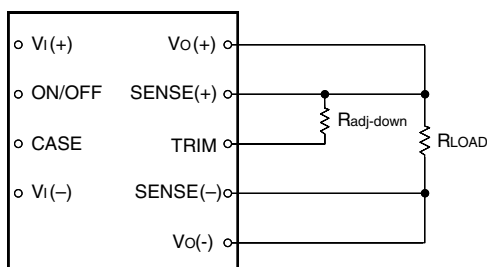 VI(+) VO(+)
ON/OFF SENSE(+)
Radj-down
CASE TRIM
RLOAD
VI(–) SENSE(–)
VO(-)